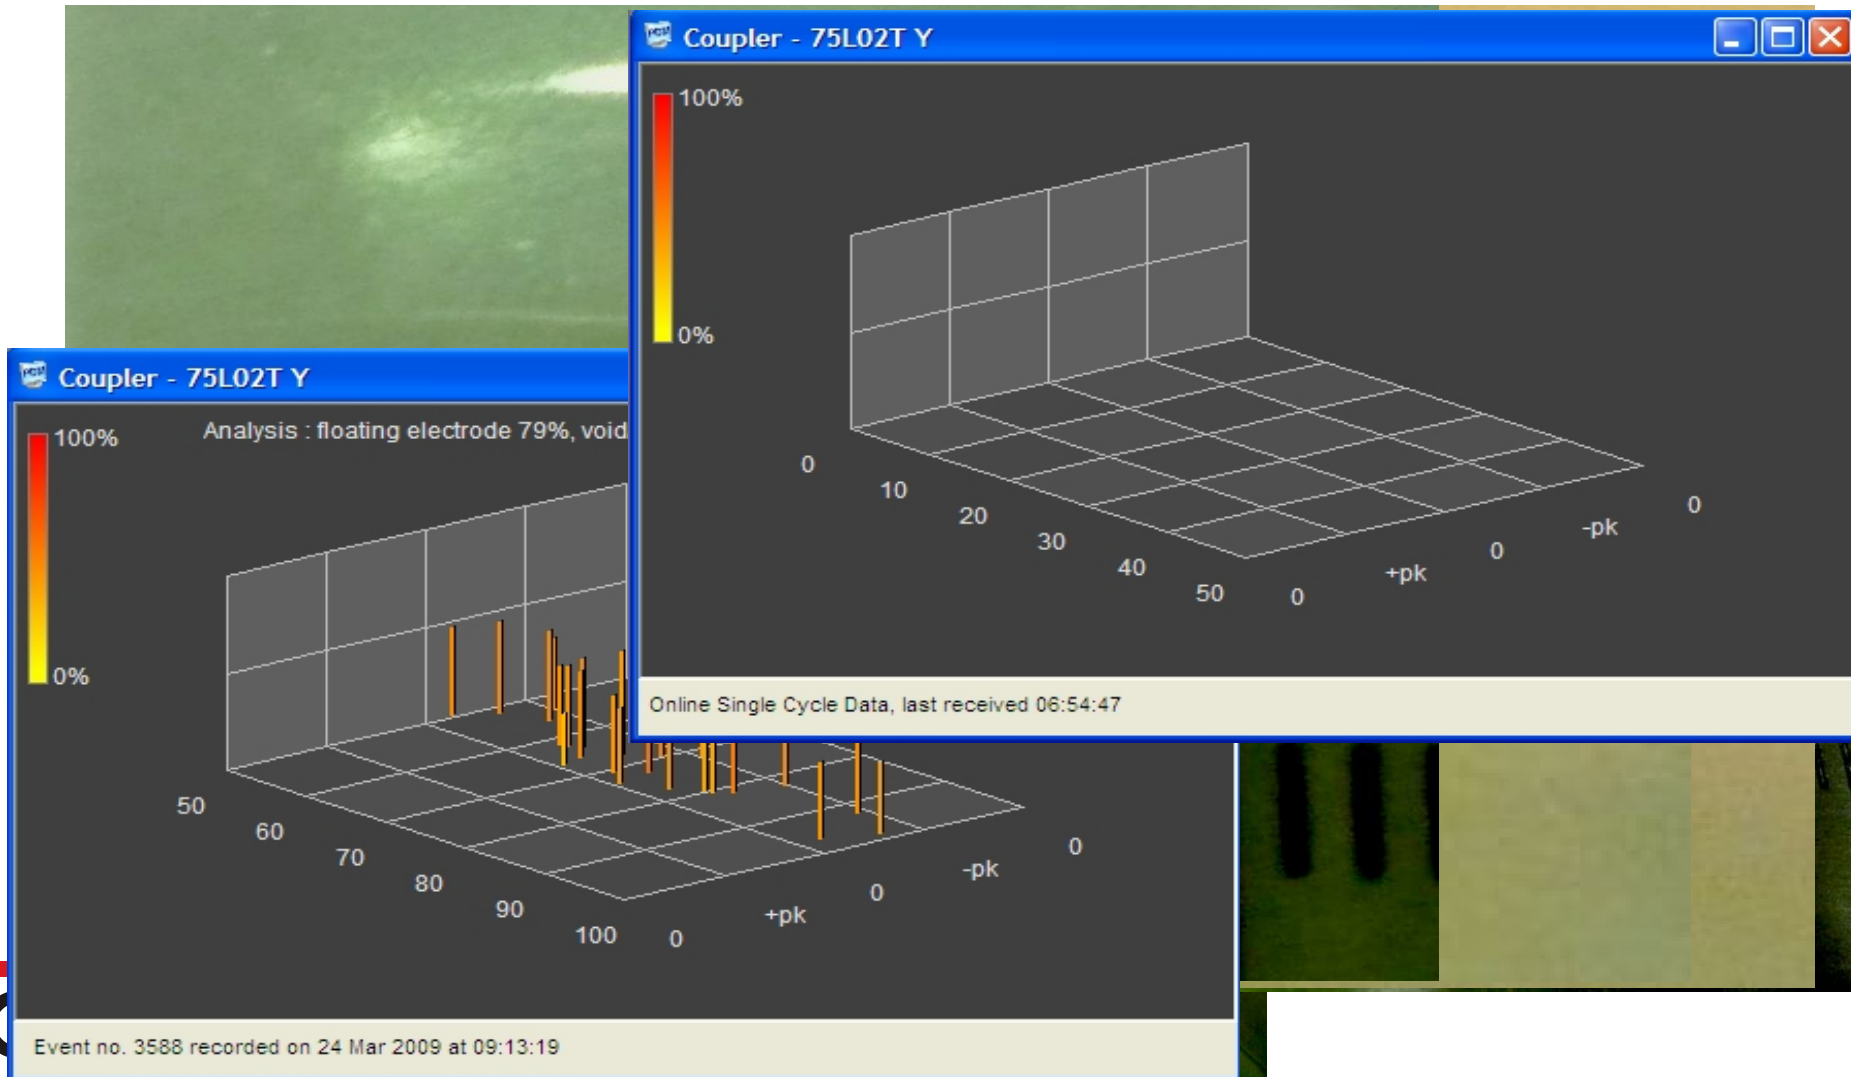 Coupler - 75L02T Y
100%
0%
0
10
20
30
40
50
0
+pk
0
-pk
0
Online Single Cycle Data, last received 06:54:47
Coupler - 75L02T Y
100%
Analysis : floating electrode 79%, void
0%
50
60
70
80
90
100
0
+pk
0
-pk
0
Event no. 3588 recorded on 24 Mar 2009 at 09:13:19